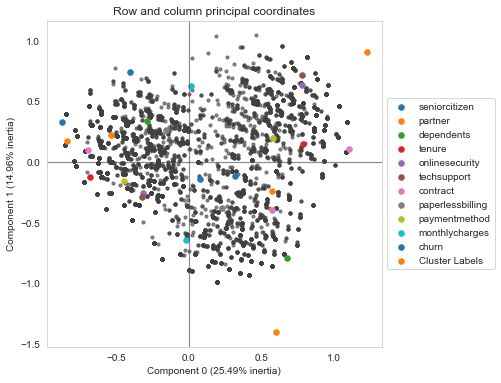 Row and column principal coordinates
Component 1 (14.96% inertia)
1.0
0.5
0.0
−0.5
−1.0
−1.5
−0.5
0.0
0.5
1.0
Component 0 (25.49% inertia)
seniorcitizen
partner
dependents
tenure
onlinesecurity
techsupport
contract
paperlessbilling
paymentmethod
monthlycharges
churn
Cluster Labels